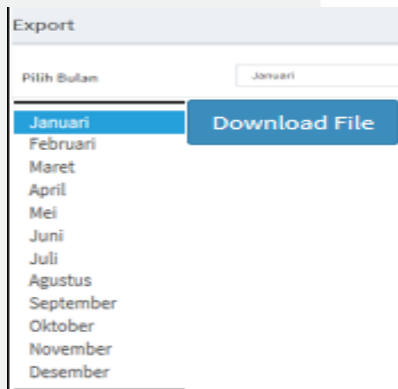 Export
Pilih Bulan
Januari
Januari
Download File
Februari
Maret
April
Mei
Juni
Juli
Agustus
September
Oktober
November
Desember